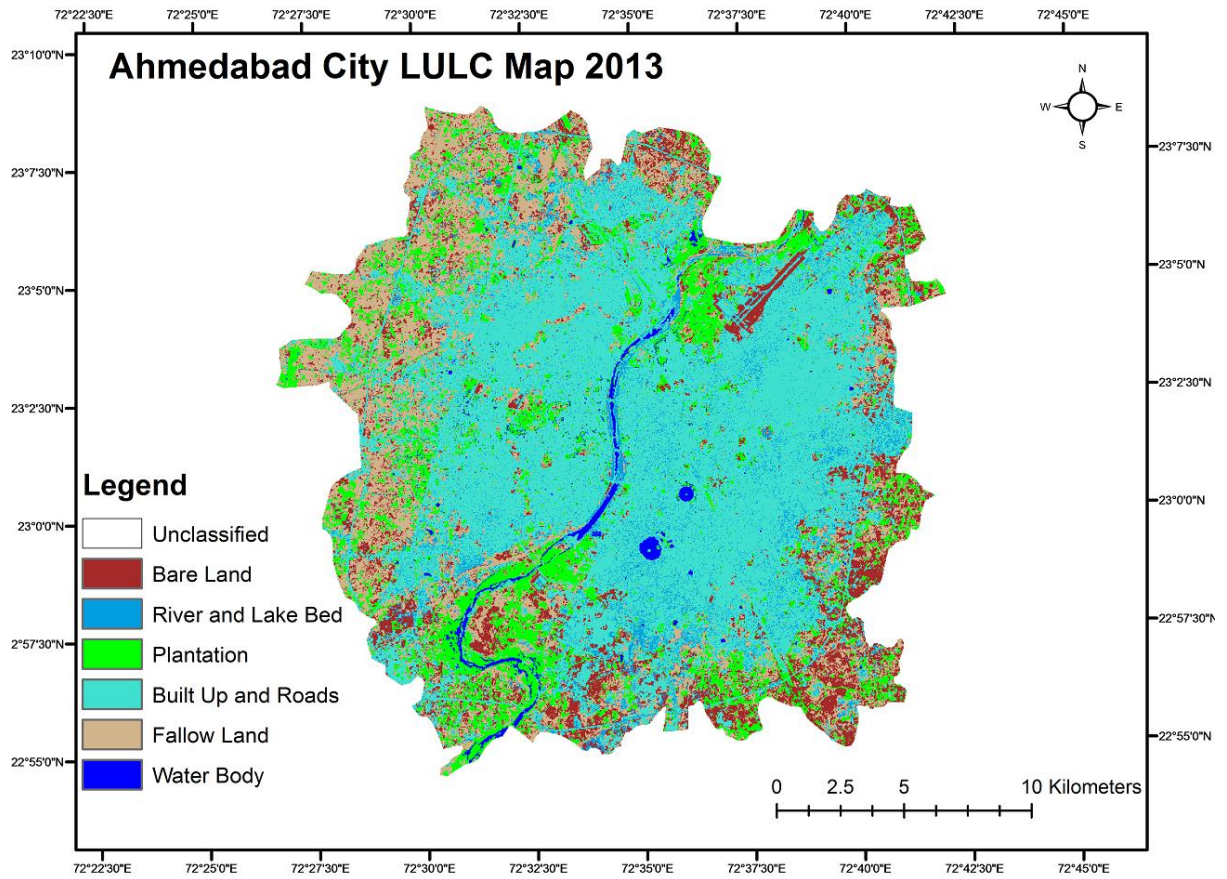 72°22'30"E 72°25'0"E 72°27'30"E 72°30'0"E 72°32'30"E 72°35'0"E 72°37'30"E 72°40'0"E 72°42'30"E 72°45'0"E
Ahmedabad City LULC Map 2013
N
W E
S
23°10'0"N
23°7'30"N
23°5'0"N
23°2'30"N
23°0'0"N
2°57'30"N
22°55'0"N
23°7'30"N
23°5'0"N
23°2'30"N
23°0'0"N
22°57'30"N
22°55'0"N
Legend
Unclassified
Bare Land
River and Lake Bed
Plantation
Built Up and Roads
Fallow Land
Water Body
0 2.5 5 10 Kilometers
72°22'30"E 72°25'0"E 72°27'30"E 72°30'0"E 72°32'30"E 72°35'0"E 72°37'30"E 72°40'0"E 72°42'30"E 72°45'0"E